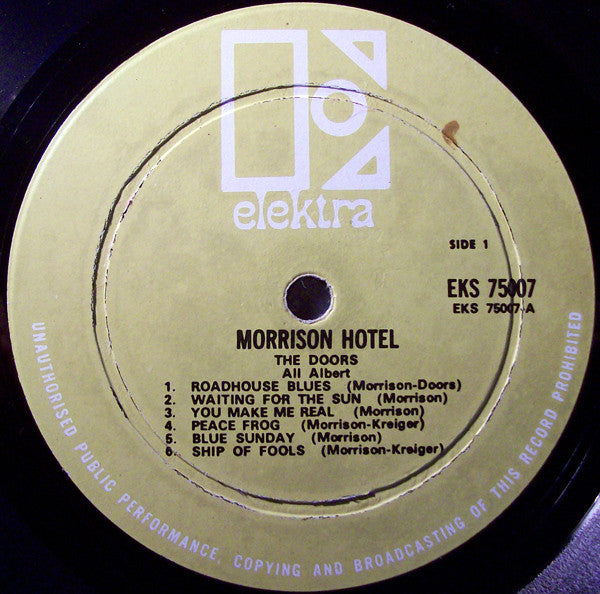 elektra
SIDE 1
EKS 75007
EKS 75007-A
MORRISON HOTEL
THE DOORS
All Albert
1. ROADHOUSE BLUES (Morrison-Doors)
2. WAITING FOR THE SUN (Morrison)
3. YOU MAKE ME REAL (Morrison)
4. PEACE FROG (Morrison-Kreiger)
5. BLUE SUNDAY (Morrison)
6. SHIP OF FOOLS (Morrison-Kreiger)
UNAUTHORISED PUBLIC PERFORMANCE, COPYING AND BROADCASTING OF THIS RECORD PROHIBITED